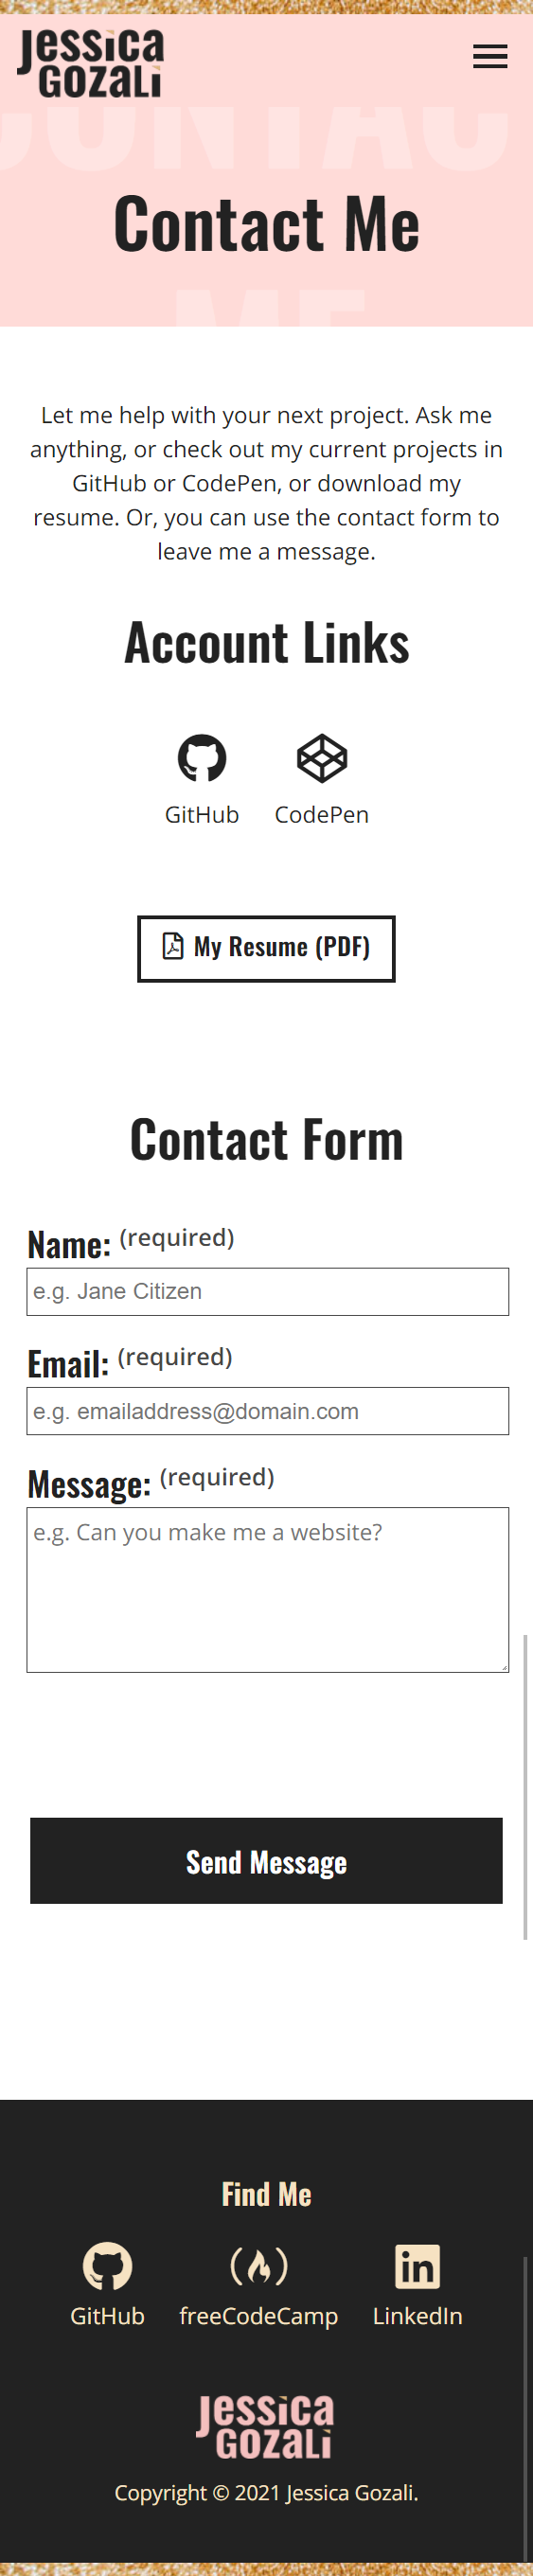 Jessica
GOZALI
CONTAC
Contact Me
ME
Let me help with your next project. Ask me
anything, or check out my current projects in
GitHub or CodePen, or download my
resume. Or, you can use the contact form to
leave me a message.
Account Links
GitHub CodePen
My Resume (PDF)
Contact Form
Name: (required)
e.g. Jane Citizen
Email: (required)
e.g. emailaddress@domain.com
Message: (required)
e.g. Can you make me a website?
Send Message
Find Me
in
GitHub freeCodeCamp LinkedIn
Jessica
GOZALI
Copyright © 2021 Jessica Gozali.